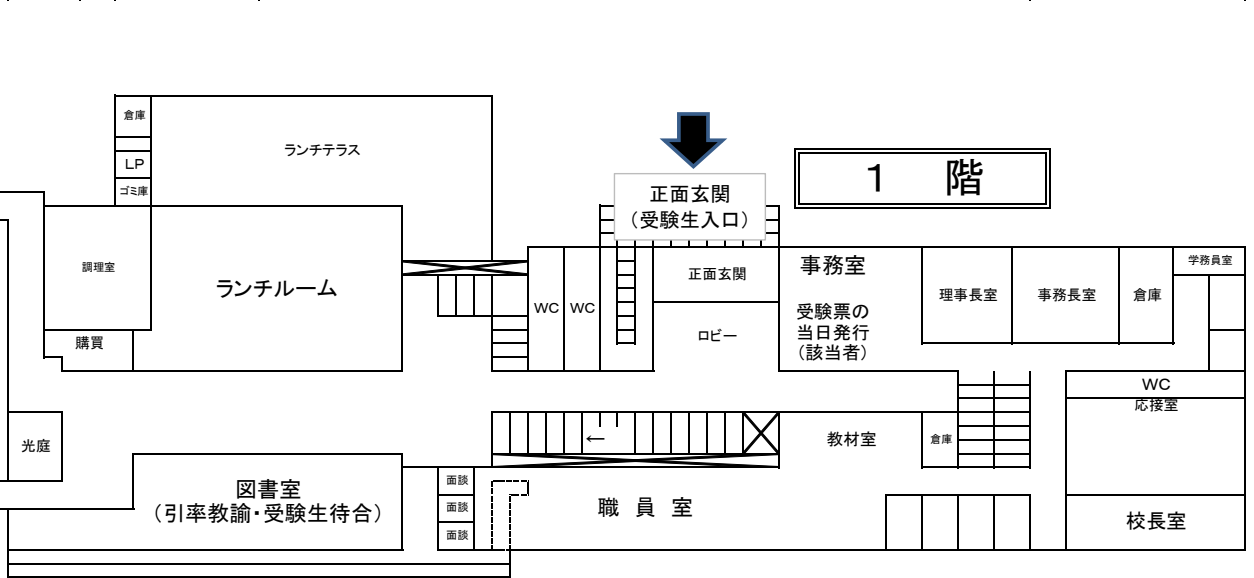 倉庫
ランチテラス
LP
ゴミ庫
正面玄関
（受験生入口）
１　階
調理室
ランチルーム
購買
WC
WC
正面玄関
ロビー
事務室
受験票の
当日発行
（該当者）
理事長室
事務長室
倉庫
学務員室
WC
応接室
光庭
←
教材室
倉庫
図書室
（引率教諭・受験生待合）
面談
面談
面談
職　員　室
校長室